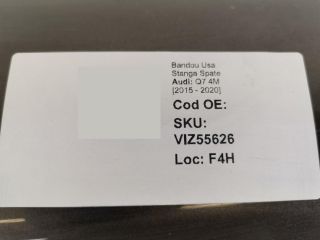 Bandou Usa
Stanga Spate
Audi: Q7 4M
[2015 - 2020]
Cod OE:
SKU:
VIZ55626
Loc: F4H